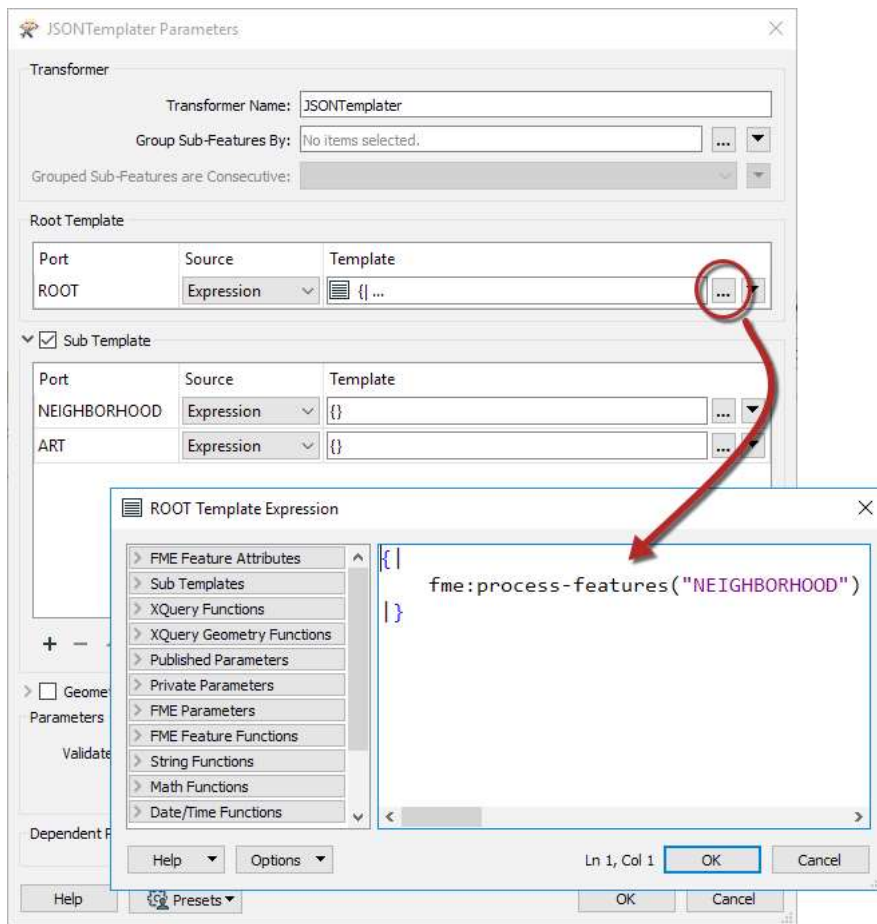 JSONTemplater Parameters
Transformer
Transformer Name: JSONTemplater
Group Sub-Features By: No items selected. ...
Grouped Sub-Features are Consecutive:
Root Template
Port Source Template
ROOT Expression {| ... ...
Sub Template
Port Source Template
NEIGHBORHOOD Expression {} ...
ART Expression {} ...
ROOT Template Expression
FME Feature Attributes
Sub Templates
XQuery Functions
XQuery Geometry Functions
Published Parameters
Private Parameters
FME Parameters
FME Feature Functions
String Functions
Math Functions
Date/Time Functions
{|
fme:process-features("NEIGHBORHOOD")
|}
Help Options Ln 1, Col 1 OK Cancel
+ −
Parameters
Validate
Help Presets OK Cancel